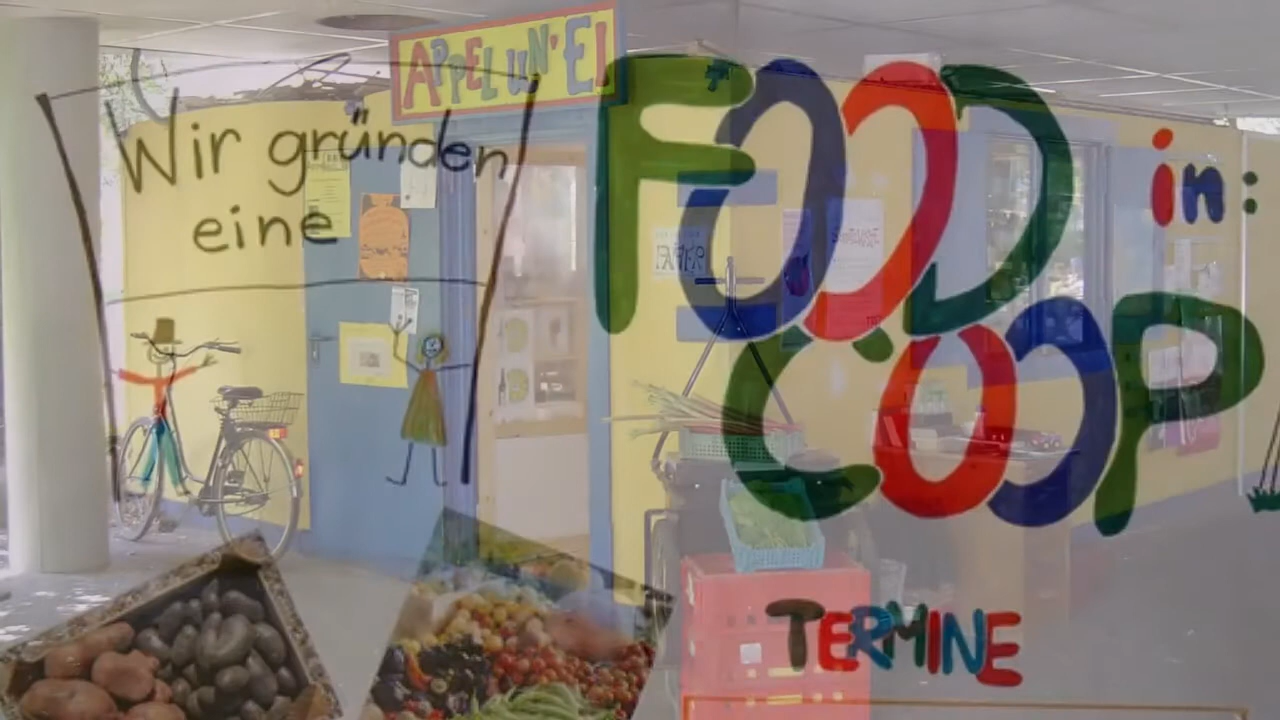 APPEL UN' EI
Wir gründen
eine
FOOD in:
COOP
TERMINE